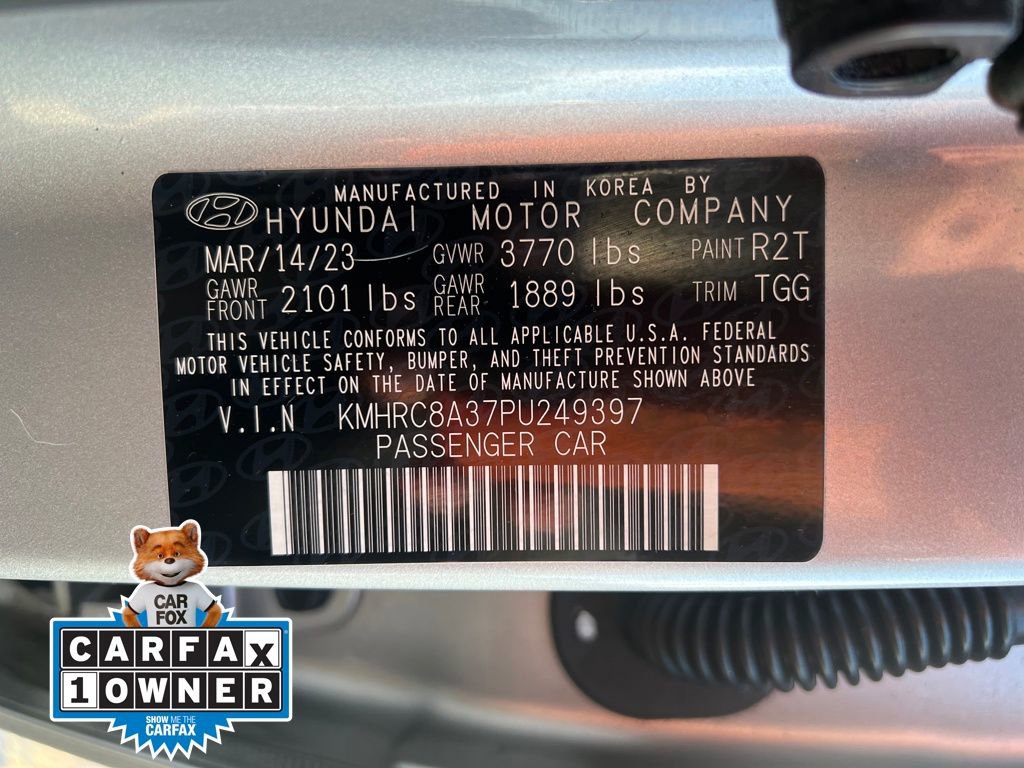 MANUFACTURED IN KOREA BY
HYUNDAI MOTOR COMPANY
MAR/14/23 GVWR 3770 lbs PAINT R2T
GAWR FRONT 2101 lbs GAWR REAR 1889 lbs TRIM TGG
THIS VEHICLE CONFORMS TO ALL APPLICABLE U.S.A. FEDERAL
MOTOR VEHICLE SAFETY, BUMPER, AND THEFT PREVENTION STANDARDS
IN EFFECT ON THE DATE OF MANUFACTURE SHOWN ABOVE
V.I.N KMHRC8A37PU249397
PASSENGER CAR
CAR
FOX
CARFAX
1 OWNER
SHOW ME THE
CARFAX